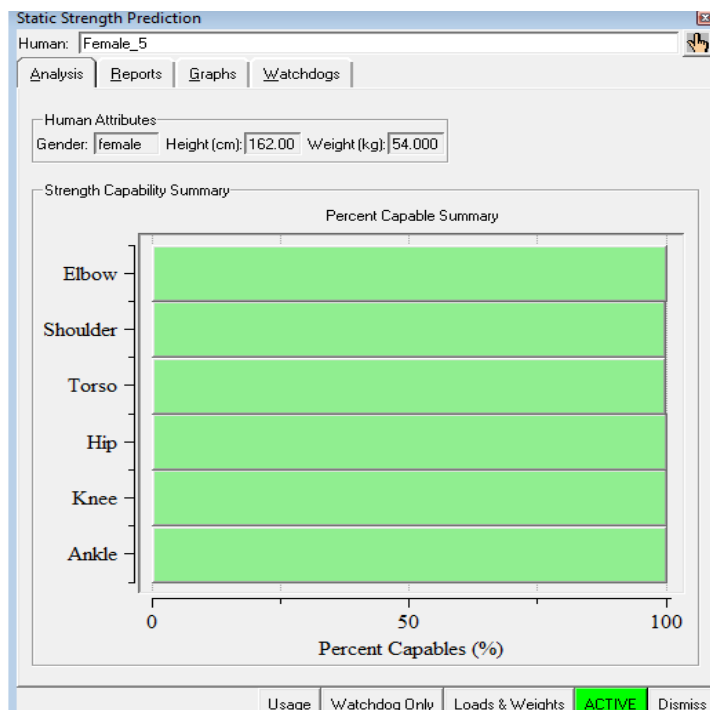 Static Strength Prediction
Human: Female_5
Analysis Reports Graphs Watchdogs
Human Attributes
Gender: female Height (cm): 162.00 Weight (kg): 54.000
Strength Capability Summary
Percent Capable Summary
Elbow
Shoulder
Torso
Hip
Knee
Ankle
0 50 100
Percent Capables (%)
Usage Watchdog Only Loads & Weights ACTIVE Dismiss